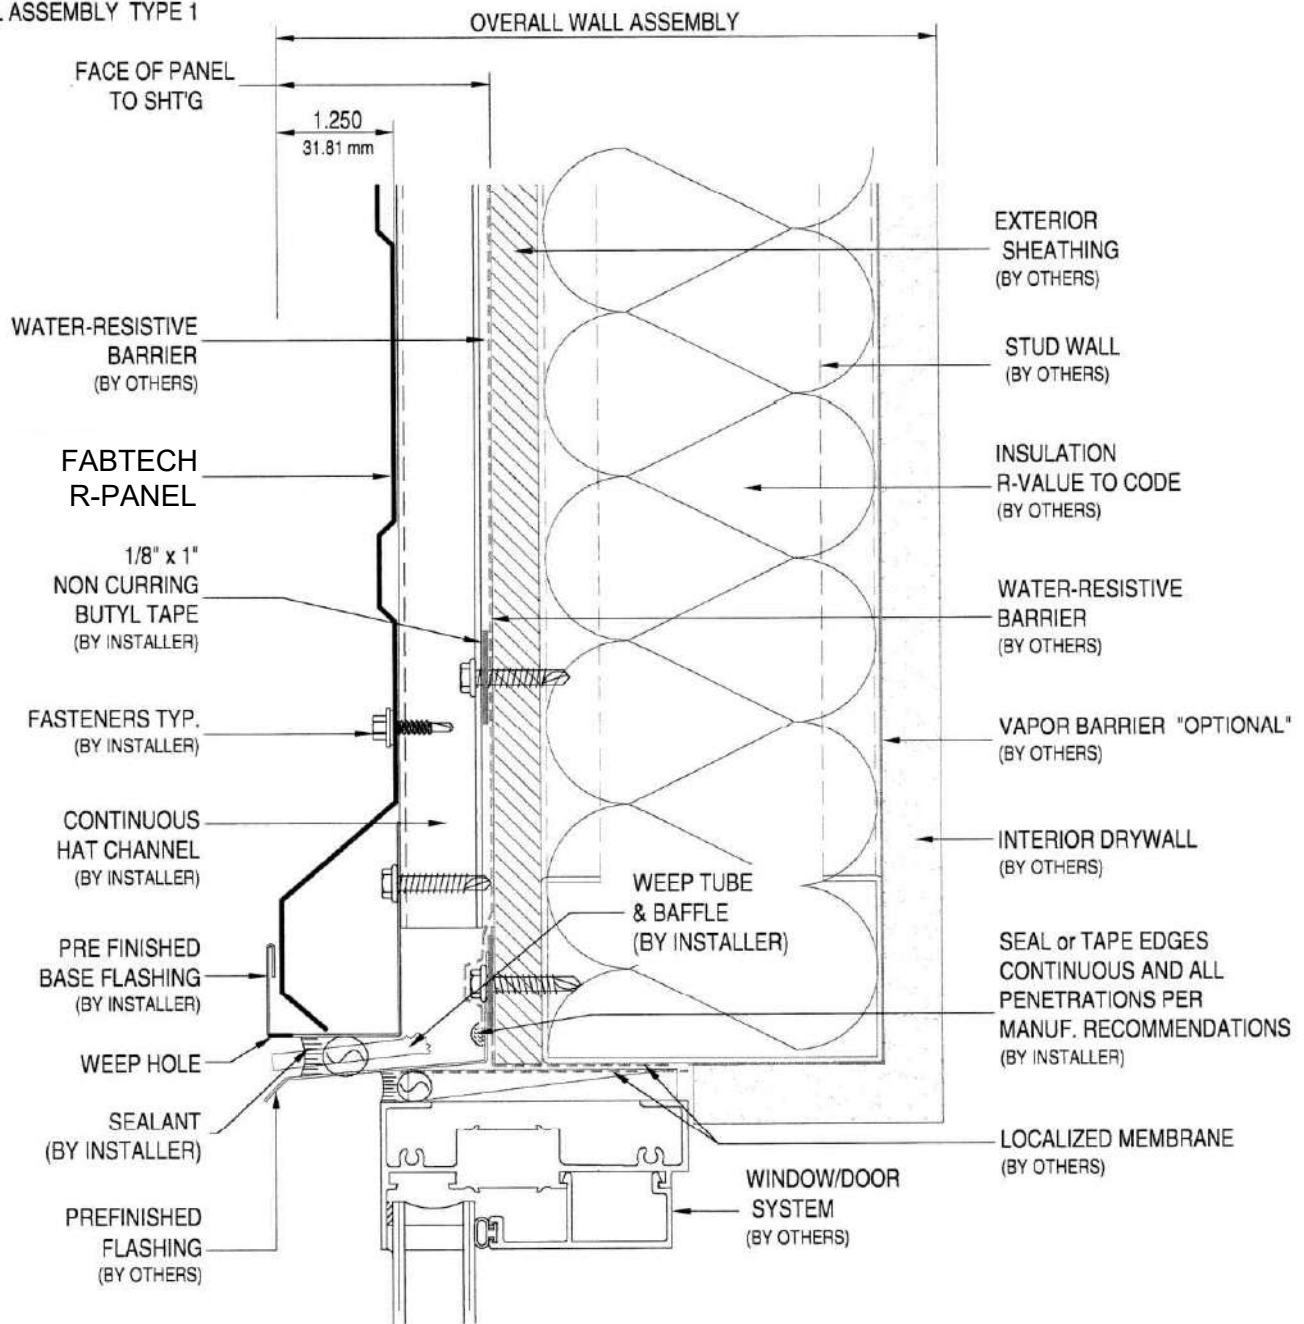 ASSEMBLY TYPE 1
OVERALL WALL ASSEMBLY
FACE OF PANEL
TO SHT'G
1.250
31.81 mm
WATER-RESISTIVE
BARRIER
(BY OTHERS)
FABTECH
R-PANEL
1/8" x 1"
NON CURRING
BUTYL TAPE
(BY INSTALLER)
FASTENERS TYP.
(BY INSTALLER)
CONTINUOUS
HAT CHANNEL
(BY INSTALLER)
PRE FINISHED
BASE FLASHING
(BY INSTALLER)
WEEP HOLE
SEALANT
(BY INSTALLER)
PREFINISHED
FLASHING
(BY OTHERS)
WEEP TUBE
& BAFFLE
(BY INSTALLER)
EXTERIOR
SHEATHING
(BY OTHERS)
STUD WALL
(BY OTHERS)
INSULATION
R-VALUE TO CODE
(BY OTHERS)
WATER-RESISTIVE
BARRIER
(BY OTHERS)
VAPOR BARRIER "OPTIONAL"
(BY OTHERS)
INTERIOR DRYWALL
(BY OTHERS)
SEAL or TAPE EDGES
CONTINUOUS AND ALL
PENETRATIONS PER
MANUF. RECOMMENDATIONS
(BY INSTALLER)
LOCALIZED MEMBRANE
(BY OTHERS)
WINDOW/DOOR
SYSTEM
(BY OTHERS)